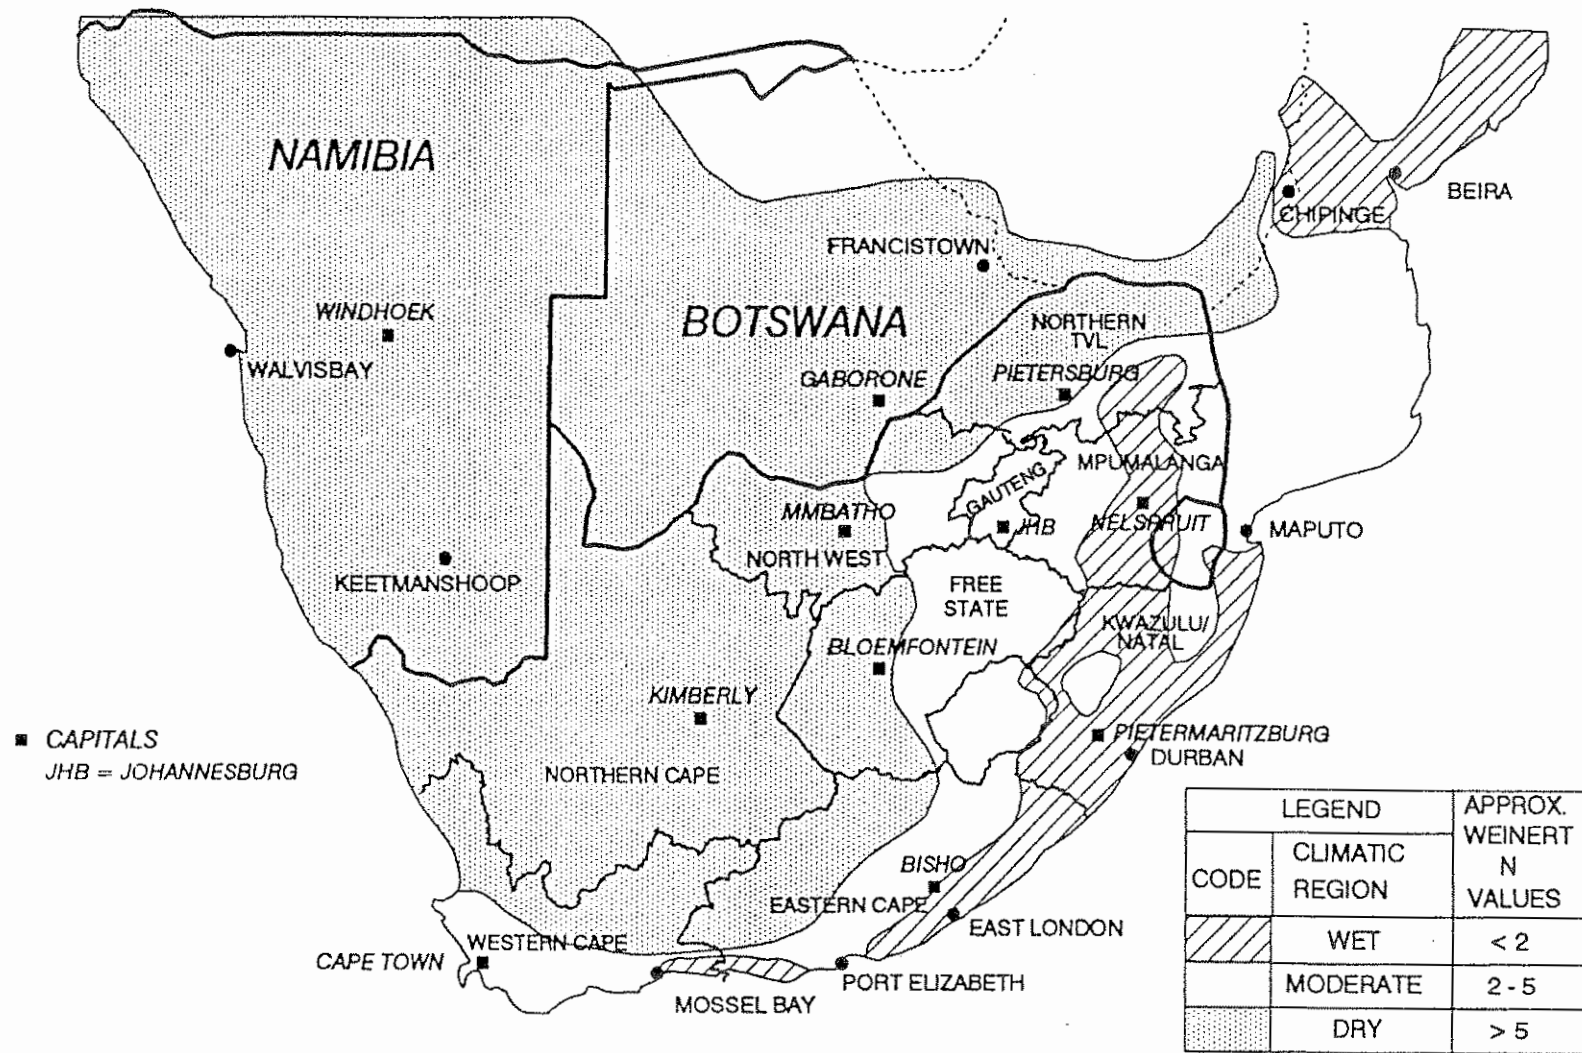 NAMIBIA
BEIRA
CHIPINGE
FRANCISTOWN
WINDHOEK
BOTSWANA
NORTHERN
TVL
WALVISBAY
GABORONE
PIETERSBURG
MPUMALANGA
GAUTENG
MMBATHO
JHB
NELSPRUIT
MAPUTO
NORTH WEST
KEETMANSHOOP
FREE
STATE
KWAZULU/
NATAL
BLOEMFONTEIN
KIMBERLY
CAPITALS
JHB = JOHANNESBURG
PIETERMARITZBURG
DURBAN
NORTHERN CAPE
BISHO
EASTERN CAPE
EAST LONDON
WESTERN CAPE
CAPE TOWN
PORT ELIZABETH
MOSSEL BAY
LEGEND
APPROX.
WEINERT
N
VALUES
CODE
CLIMATIC
REGION
WET
< 2
MODERATE
2 - 5
DRY
> 5